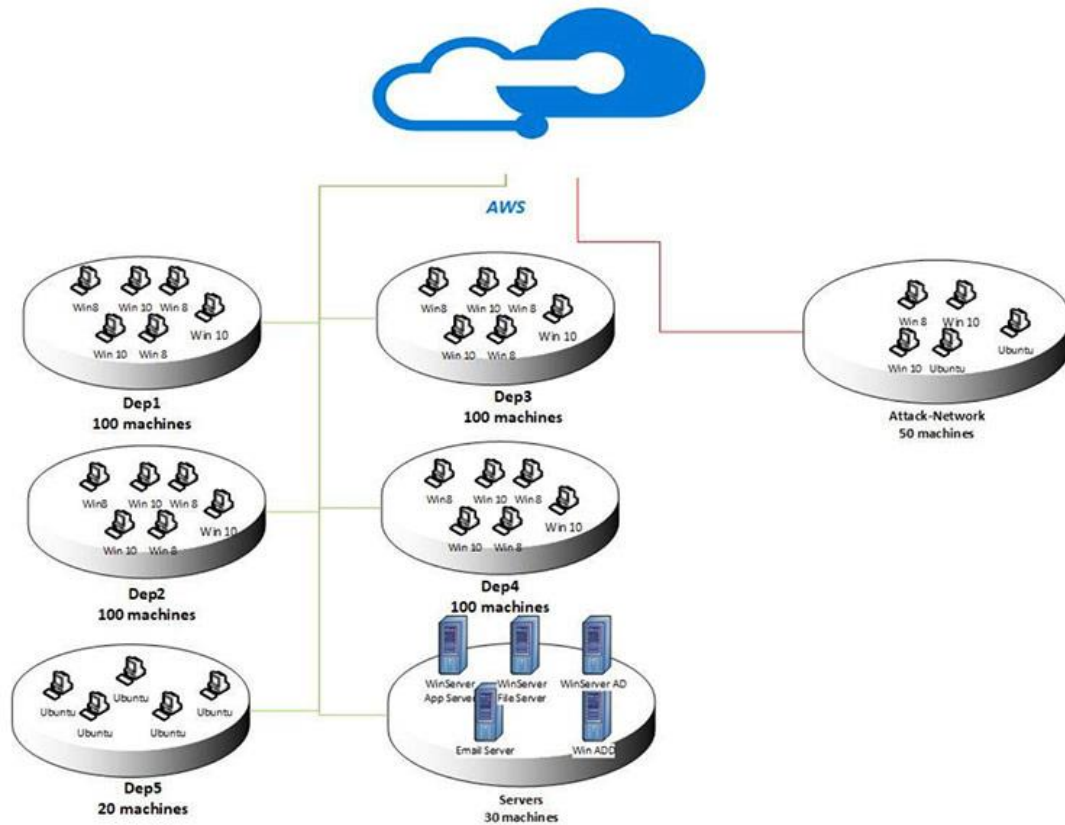 AWS
Win8
Win 10
Win 8
Win 10
Win 10
Win 8
Dep1
100 machines
Win8
Win 10
Win 8
Win 10
Win 10
Win 8
Dep3
100 machines
Win 8
Win 10
Ubuntu
Win 10
Ubuntu
Attack-Network
50 machines
Win8
Win 10
Win 8
Win 10
Win 10
Win 8
Dep2
100 machines
Win8
Win 10
Win 8
Win 10
Win 10
Win 8
Dep4
100 machines
Ubuntu
Ubuntu
Ubuntu
Ubuntu
Ubuntu
Dep5
20 machines
WinServer
App Server
WinServer
File Server
WinServer AD
Email Server
Win ADD
Servers
30 machines